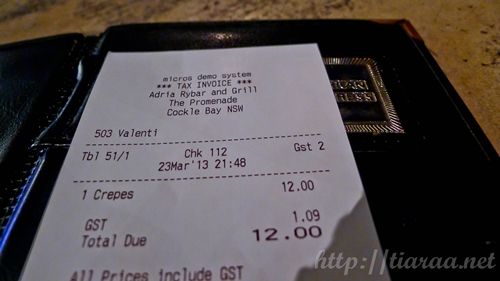 micros demo system
*** TAX INVOICE ***
Adria Rybar and Grill
The Promenade
Cockle Bay NSW
503 Valenti
Tbl 51/1 Chk 112 Gst 2
23Mar'13 21:48
1 Crepes 12.00
GST 1.09
Total Due 12.00
All Prices include GST
http://tiaraa.net